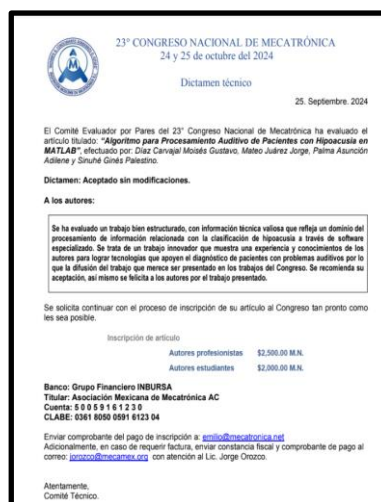 23° CONGRESO NACIONAL DE MECATRÓNICA
24 y 25 de octubre del 2024
Dictamen técnico
25. Septiembre. 2024
El Comité Evaluador por Pares del 23° Congreso Nacional de Mecatrónica ha evaluado el
artículo titulado: "Algoritmo para Procesamiento Auditivo de Pacientes con Hipoacusia en
MATLAB", efectuado por: Díaz Carvajal Moisés Gustavo, Mateo Juárez Jorge, Palma Asunción
Adilene y Sinuhé Ginés Palestino.
Dictamen: Aceptado sin modificaciones.
A los autores:
Se ha evaluado un trabajo bien estructurado, con información técnica valiosa que refleja un dominio del
procesamiento de información relacionada con la clasificación de hipoacusia a través de software
especializado. Se trata de un trabajo innovador que muestra una experiencia y conocimientos de los
autores para lograr tecnologías que apoyen el diagnóstico de pacientes con problemas auditivos por lo
que la difusión del trabajo que merece ser presentado en los trabajos del Congreso. Se recomienda su
aceptación, así mismo se felicita a los autores por el trabajo presentado.
Se solicita continuar con el proceso de inscripción de su artículo al Congreso tan pronto como
les sea posible.
Inscripción de artículo
Autores profesionistas $2,500.00 M.N.
Autores estudiantes $2,000.00 M.N.
Banco: Grupo Financiero INBURSA
Titular: Asociación Mexicana de Mecatrónica AC
Cuenta: 5 0 0 5 9 1 6 1 2 3 0
CLABE: 0361 8050 0591 6123 04
Enviar comprobante del pago de inscripción a: emilio@mecatronica.net
Adicionalmente, en caso de requerir factura, enviar constancia fiscal y comprobante de pago al
correo: jorozco@mecamex.org con atención al Lic. Jorge Orozco.
Atentamente,
Comité Técnico.